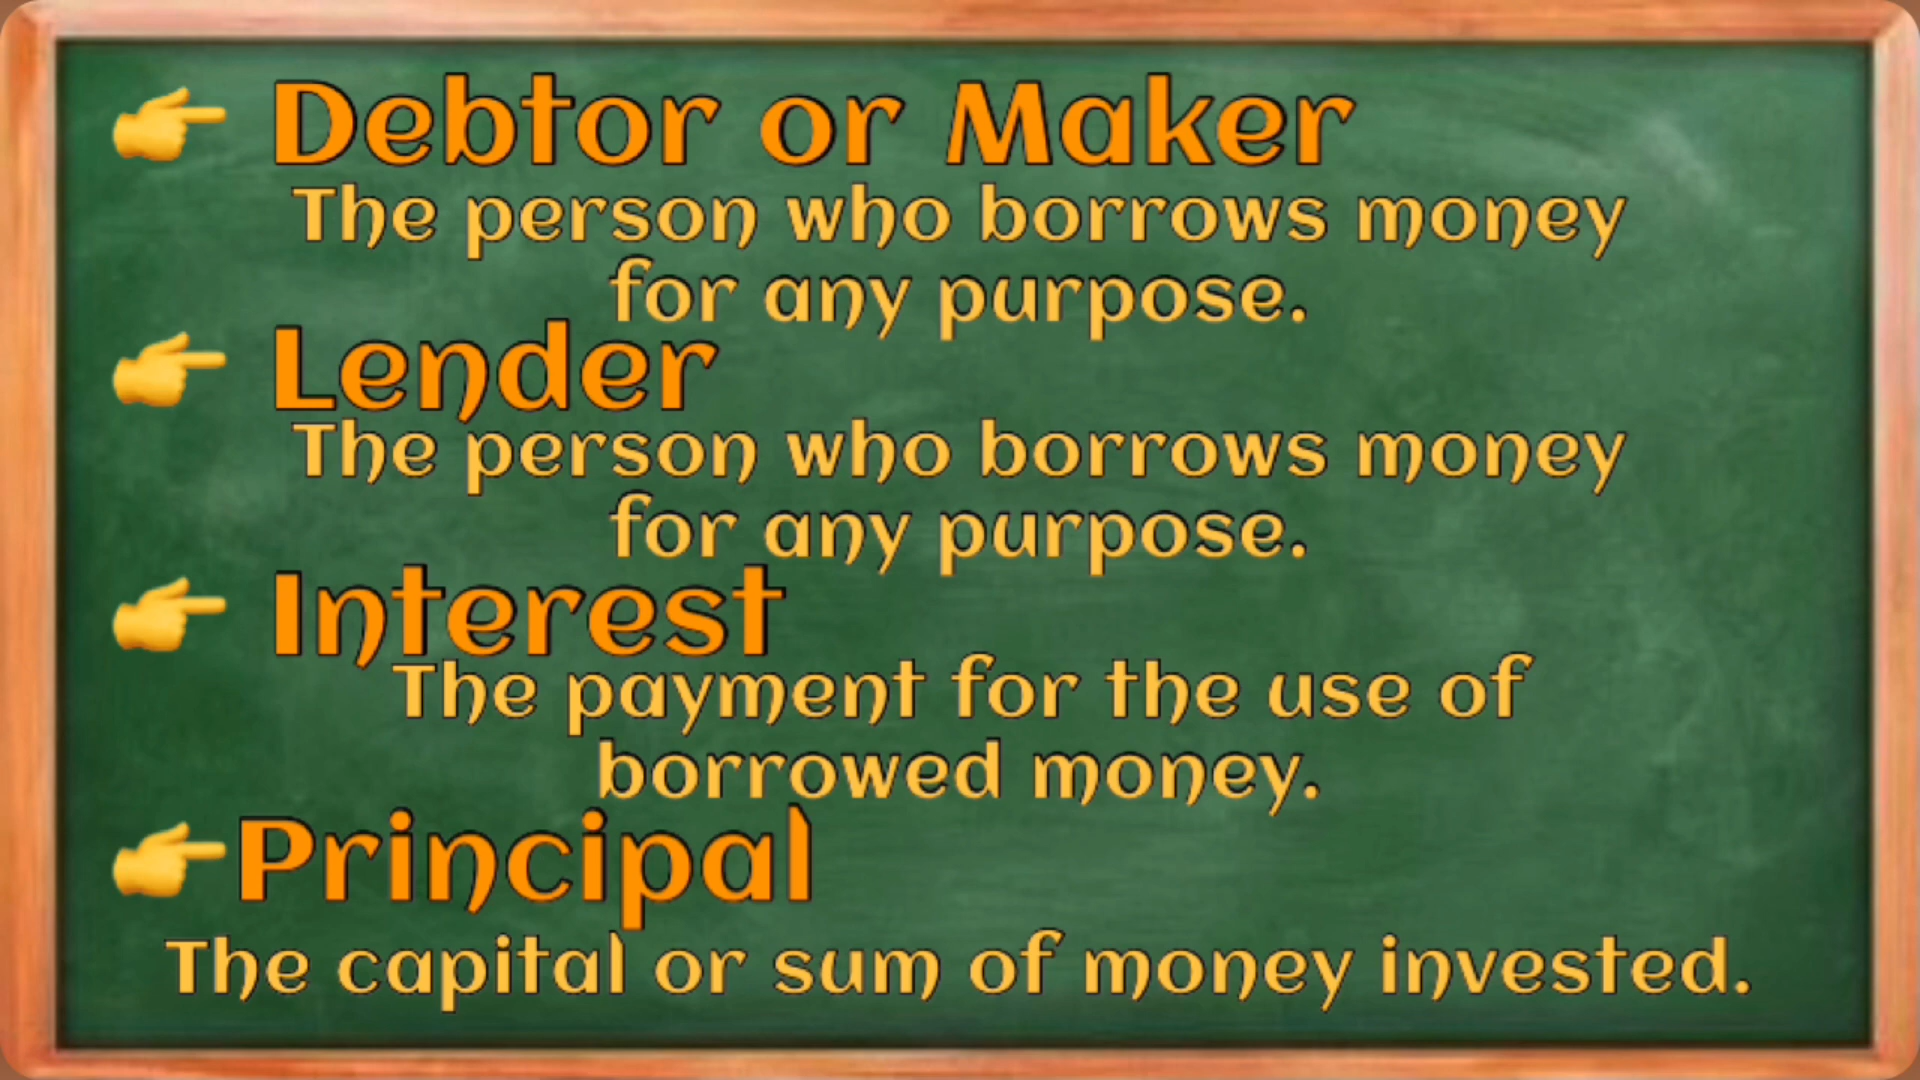 👉 Debtor or Maker
The person who borrows money
for any purpose.
👉 Lender
The person who borrows money
for any purpose.
👉 Interest
The payment for the use of
borrowed money.
👉Principal
The capital or sum of money invested.